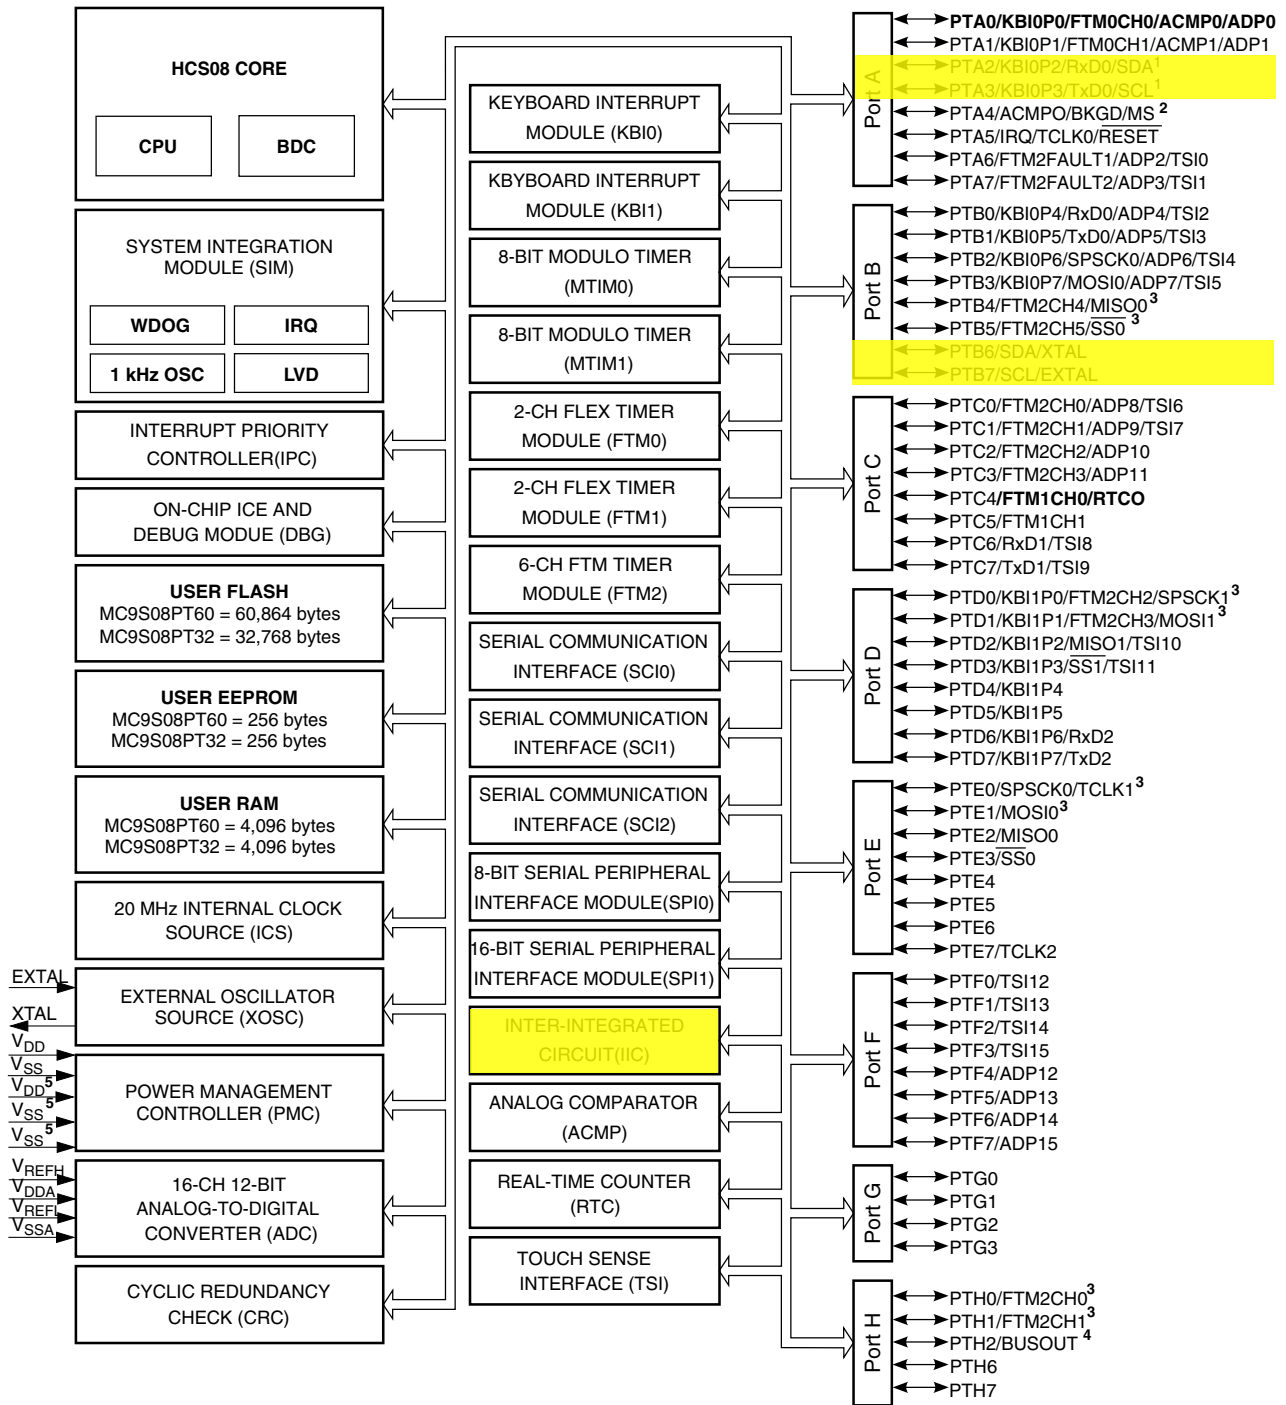 HCS08 CORE
CPU
BDC
SYSTEM INTEGRATION
MODULE (SIM)
WDOG
IRQ
1 kHz OSC
LVD
INTERRUPT PRIORITY
CONTROLLER(IPC)
ON-CHIP ICE AND
DEBUG MODUE (DBG)
USER FLASH
MC9S08PT60 = 60,864 bytes
MC9S08PT32 = 32,768 bytes
USER EEPROM
MC9S08PT60 = 256 bytes
MC9S08PT32 = 256 bytes
USER RAM
MC9S08PT60 = 4,096 bytes
MC9S08PT32 = 4,096 bytes
20 MHz INTERNAL CLOCK
SOURCE (ICS)
EXTAL
XTAL
EXTERNAL OSCILLATOR
SOURCE (XOSC)
VDD
VSS
VDD5
VSS5
VSS5
POWER MANAGEMENT
CONTROLLER (PMC)
VREFH
VDDA
VREFL
VSSA
16-CH 12-BIT
ANALOG-TO-DIGITAL
CONVERTER (ADC)
CYCLIC REDUNDANCY
CHECK (CRC)
KEYBOARD INTERRUPT
MODULE (KBI0)
KBYBOARD INTERRUPT
MODULE (KBI1)
8-BIT MODULO TIMER
(MTIM0)
8-BIT MODULO TIMER
(MTIM1)
2-CH FLEX TIMER
MODULE (FTM0)
2-CH FLEX TIMER
MODULE (FTM1)
6-CH FTM TIMER
MODULE (FTM2)
SERIAL COMMUNICATION
INTERFACE (SCI0)
SERIAL COMMUNICATION
INTERFACE (SCI1)
SERIAL COMMUNICATION
INTERFACE (SCI2)
8-BIT SERIAL PERIPHERAL
INTERFACE MODULE(SPI0)
16-BIT SERIAL PERIPHERAL
INTERFACE MODULE(SPI1)
INTER-INTEGRATED
CIRCUIT(IIC)
ANALOG COMPARATOR
(ACMP)
REAL-TIME COUNTER
(RTC)
TOUCH SENSE
INTERFACE (TSI)
Port A
PTA0/KBI0P0/FTM0CH0/ACMP0/ADP0
PTA1/KBI0P1/FTM0CH1/ACMP1/ADP1
PTA2/KBI0P2/RxD0/SDA1
PTA3/KBI0P3/TxD0/SCL1
PTA4/ACMPO/BKGD/MS 2
PTA5/IRQ/TCLK0/RESET
PTA6/FTM2FAULT1/ADP2/TSI0
PTA7/FTM2FAULT2/ADP3/TSI1
Port B
PTB0/KBI0P4/RxD0/ADP4/TSI2
PTB1/KBI0P5/TxD0/ADP5/TSI3
PTB2/KBI0P6/SPSCK0/ADP6/TSI4
PTB3/KBI0P7/MOSI0/ADP7/TSI5
PTB4/FTM2CH4/MISO0 3
PTB5/FTM2CH5/SS0 3
PTB6/SDA/XTAL
PTB7/SCL/EXTAL
Port C
PTC0/FTM2CH0/ADP8/TSI6
PTC1/FTM2CH1/ADP9/TSI7
PTC2/FTM2CH2/ADP10
PTC3/FTM2CH3/ADP11
PTC4/FTM1CH0/RTCO
PTC5/FTM1CH1
PTC6/RxD1/TSI8
PTC7/TxD1/TSI9
Port D
PTD0/KBI1P0/FTM2CH2/SPSCK1 3
PTD1/KBI1P1/FTM2CH3/MOSI1 3
PTD2/KBI1P2/MISO1/TSI10
PTD3/KBI1P3/SS1/TSI11
PTD4/KBI1P4
PTD5/KBI1P5
PTD6/KBI1P6/RxD2
PTD7/KBI1P7/TxD2
Port E
PTE0/SPSCK0/TCLK1 3
PTE1/MOSI0 3
PTE2/MISO0
PTE3/SS0
PTE4
PTE5
PTE6
PTE7/TCLK2
Port F
PTF0/TSI12
PTF1/TSI13
PTF2/TSI14
PTF3/TSI15
PTF4/ADP12
PTF5/ADP13
PTF6/ADP14
PTF7/ADP15
Port G
PTG0
PTG1
PTG2
PTG3
Port H
PTH0/FTM2CH0 3
PTH1/FTM2CH1 3
PTH2/BUSOUT 4
PTH6
PTH7